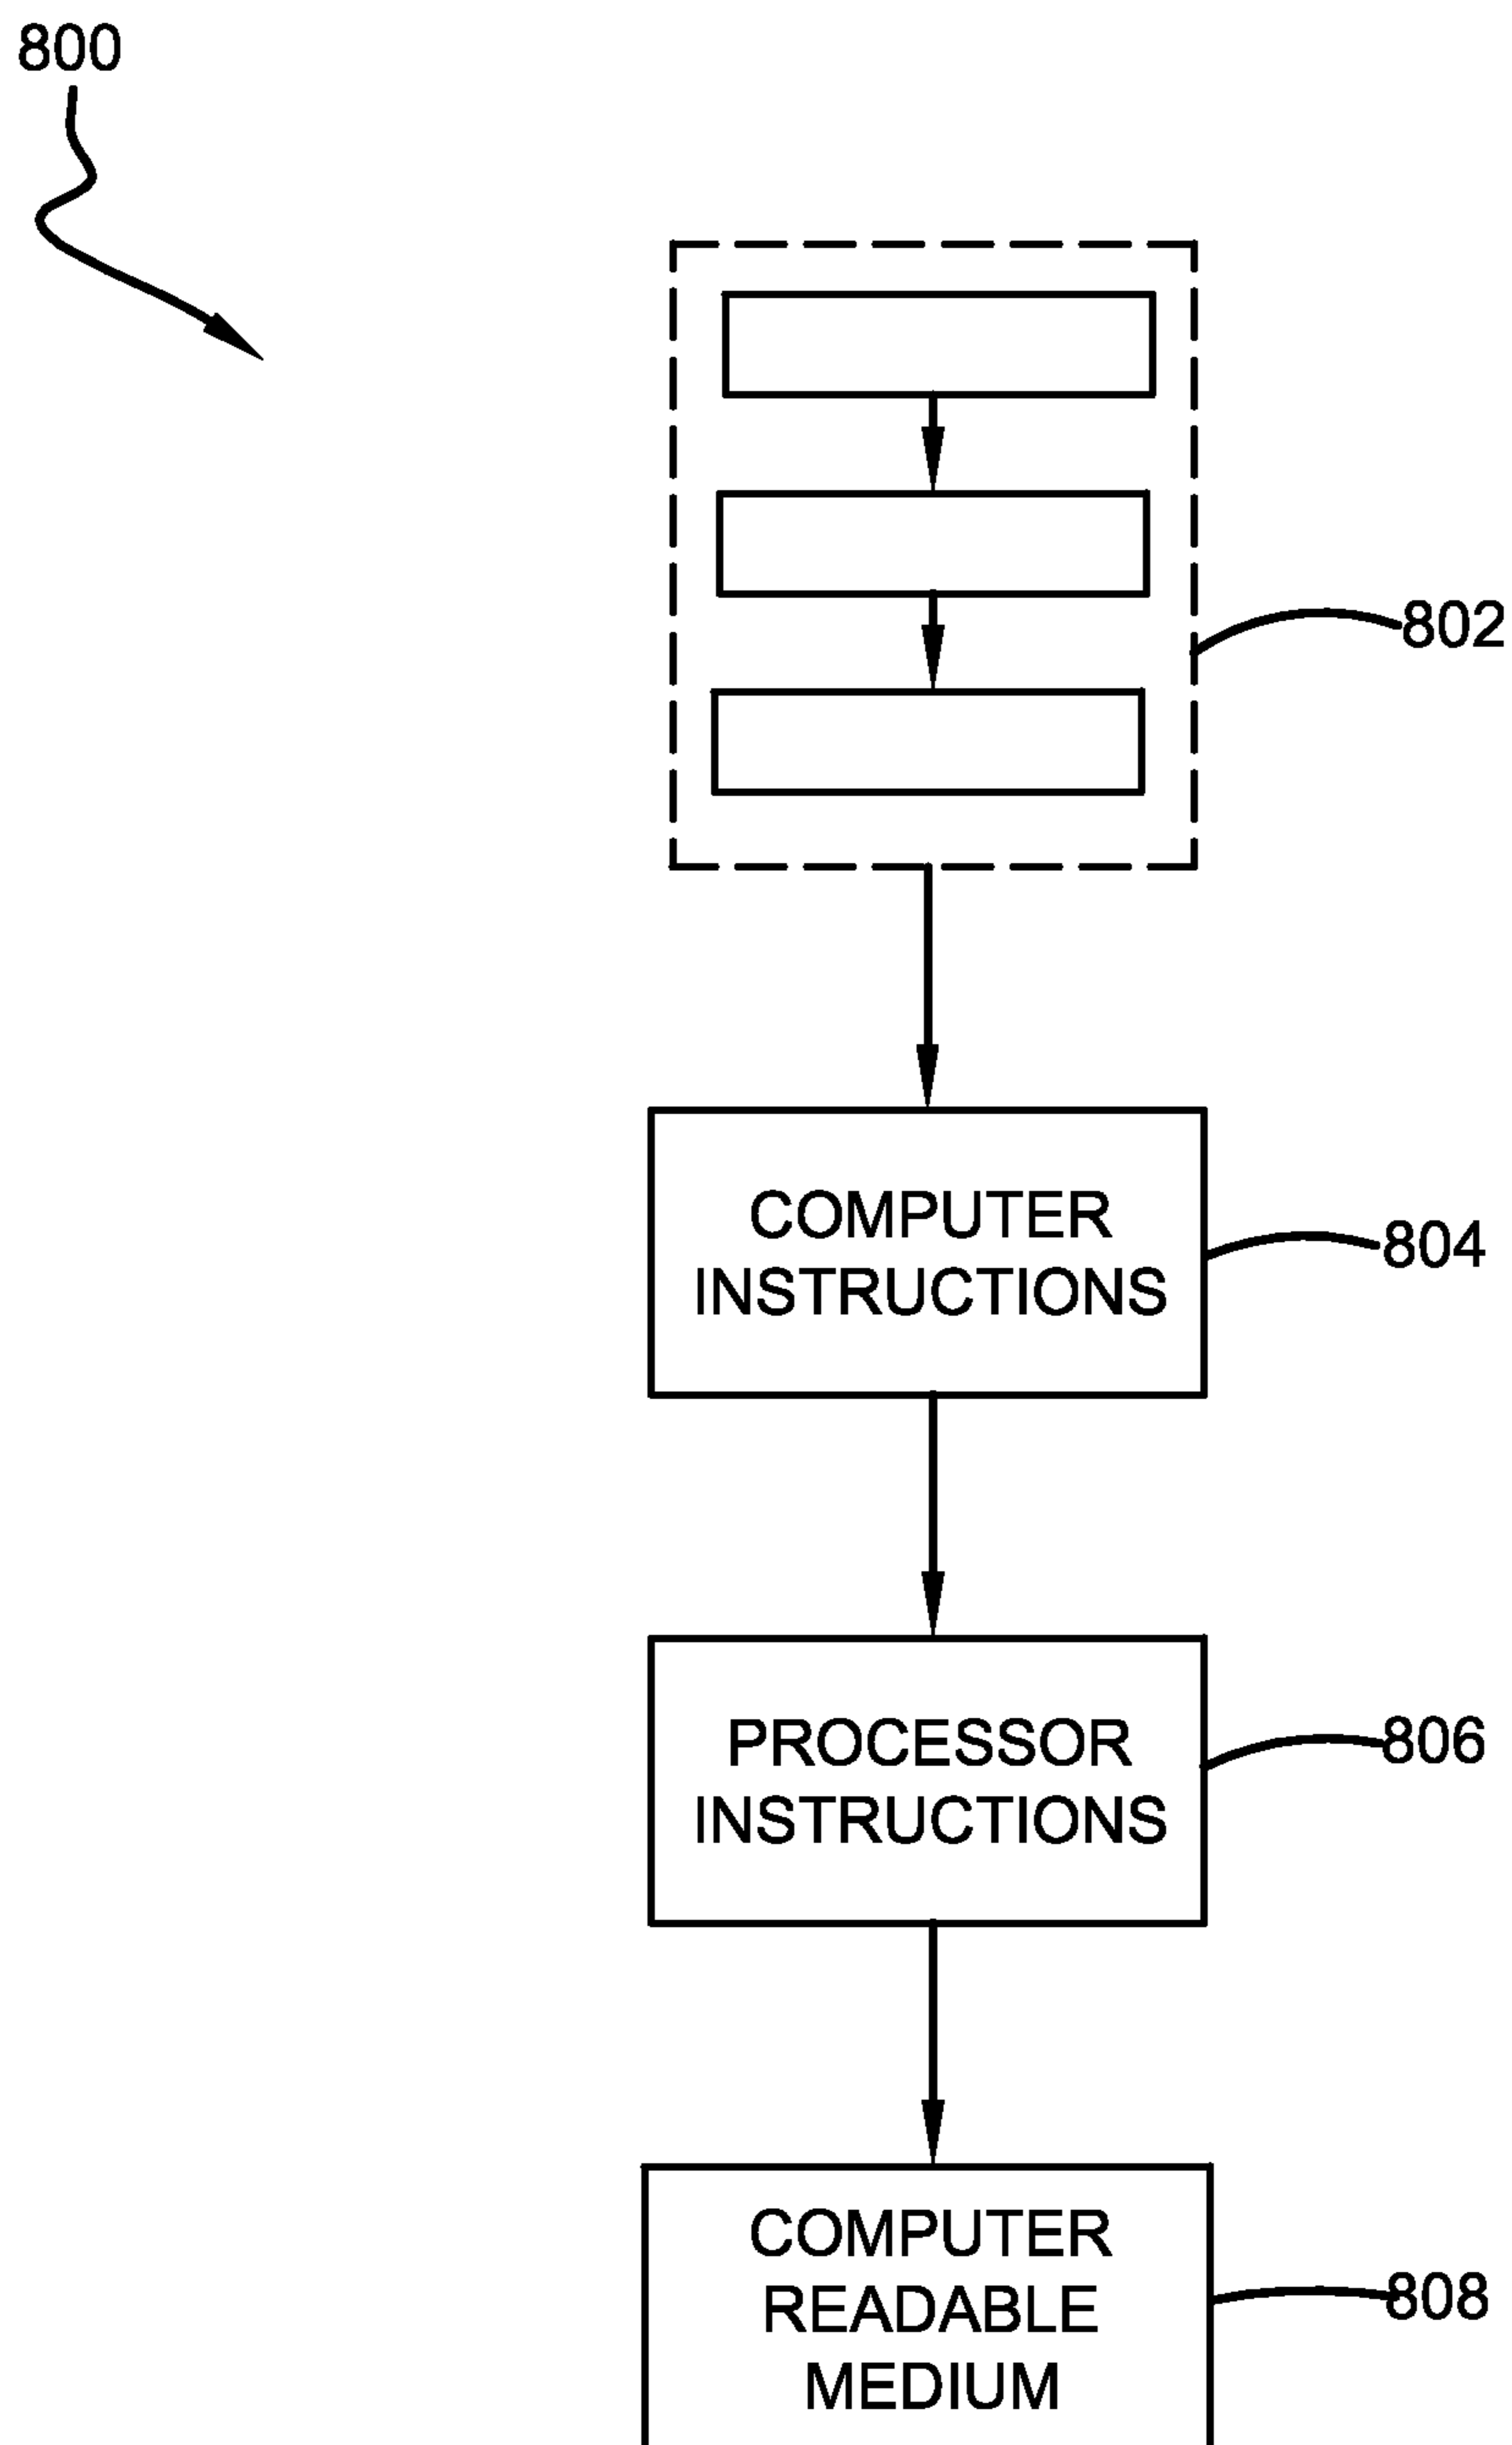 800
802
COMPUTER
INSTRUCTIONS
804
PROCESSOR
INSTRUCTIONS
806
COMPUTER
READABLE
MEDIUM
808